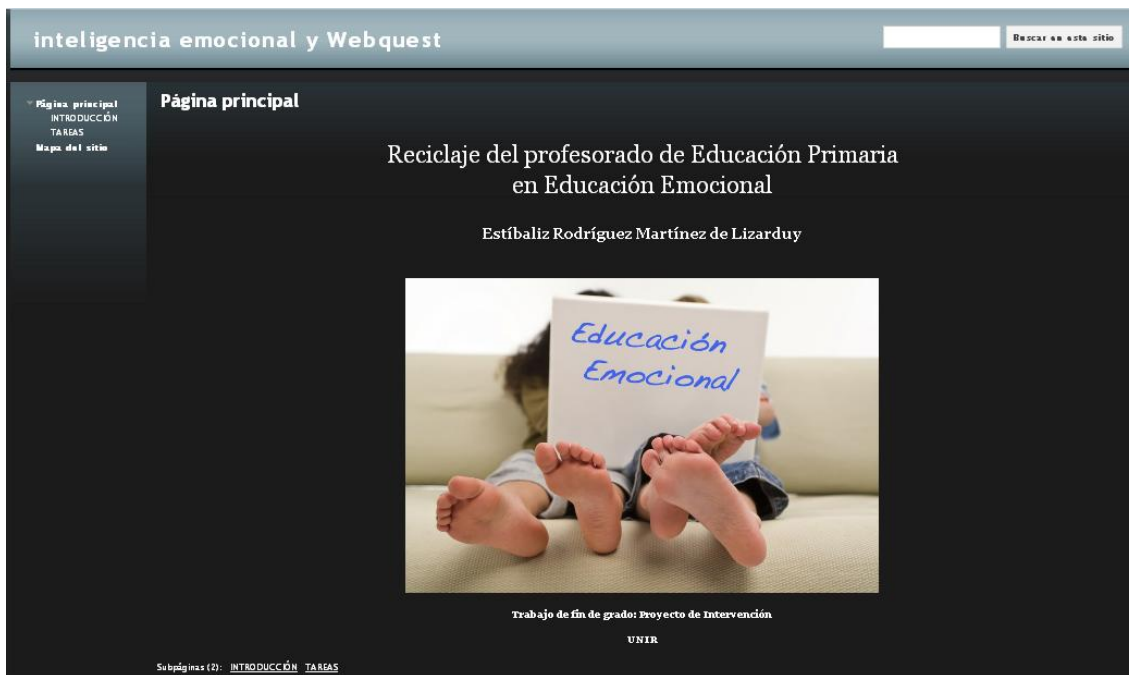 inteligencia emocional y Webquest
Buscar en este sitio
Página principal
INTRODUCCIÓN
TAREAS
Mapa del sitio
Página principal
Reciclaje del profesorado de Educación Primaria
en Educación Emocional
Estíbaliz Rodríguez Martínez de Lizarduy
Educación
Emocional
Trabajo de fin de grado: Proyecto de Intervención
UNIR
Subpáginas (2): INTRODUCCIÓN TAREAS